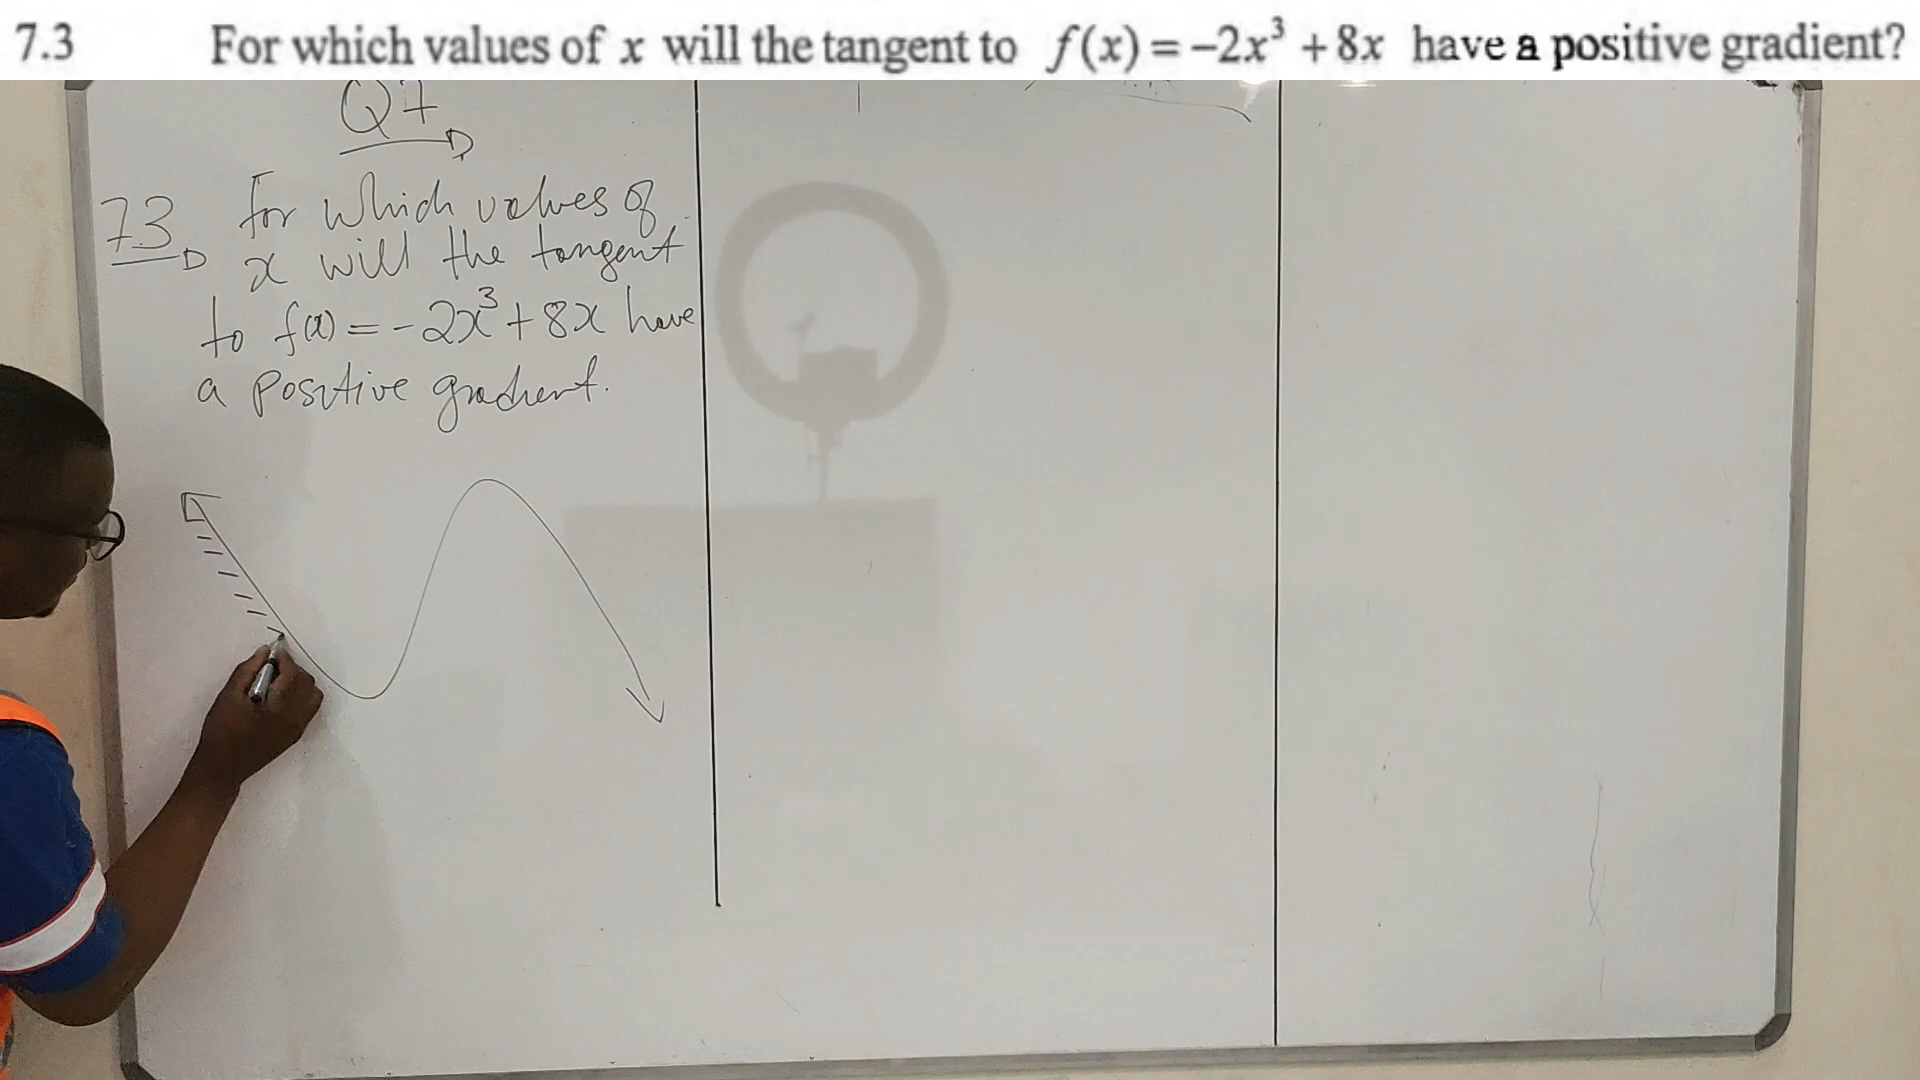 7.3 For which values of x will the tangent to f(x) = −2x³ + 8x have a positive gradient?
Q7
7.3 For which values of
x will the tangent
to f(x) = -2x³ + 8x have
a positive gradient.